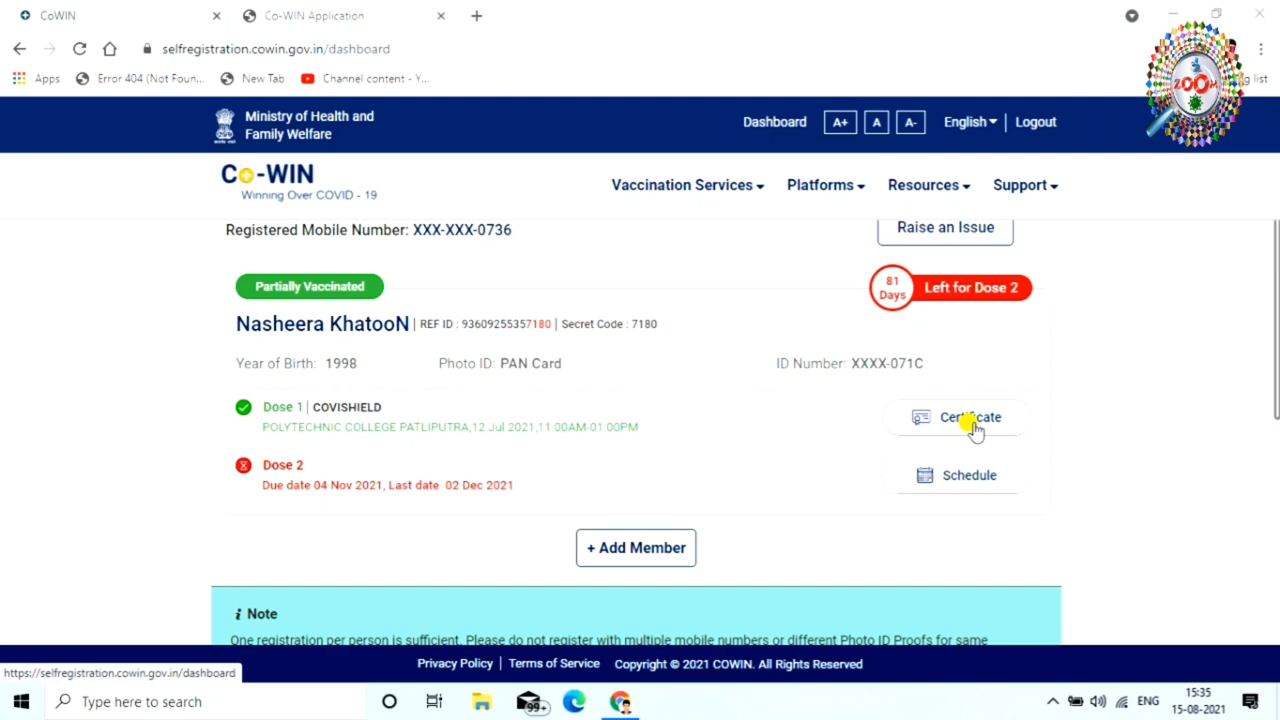 CoWIN
Co-WIN Application
selfregistration.cowin.gov.in/dashboard
Apps
Error 404 (Not Foun...
New Tab
Channel content - Y...
g list
ZOOM
Ministry of Health and
Family Welfare
Dashboard
A+
A
A-
English
Logout
Co-WIN
Winning Over COVID - 19
Vaccination Services
Platforms
Resources
Support
Registered Mobile Number: XXX-XXX-0736
Raise an Issue
Partially Vaccinated
81
Days
Left for Dose 2
Nasheera KhatooN | REF ID : 93609255357180 | Secret Code : 7180
Year of Birth: 1998
Photo ID: PAN Card
ID Number: XXXX-071C
Dose 1 | COVISHIELD
POLYTECHNIC COLLEGE PATLIPUTRA,12 Jul 2021,11:00AM-01:00PM
Certificate
Dose 2
Due date 04 Nov 2021, Last date 02 Dec 2021
Schedule
+ Add Member
i Note
One registration per person is sufficient. Please do not register with multiple mobile numbers or different Photo ID Proofs for same
Privacy Policy | Terms of Service
Copyright © 2021 COWIN. All Rights Reserved
https://selfregistration.cowin.gov.in/dashboard
Type here to search
99+
ENG
15:35
15-08-2021